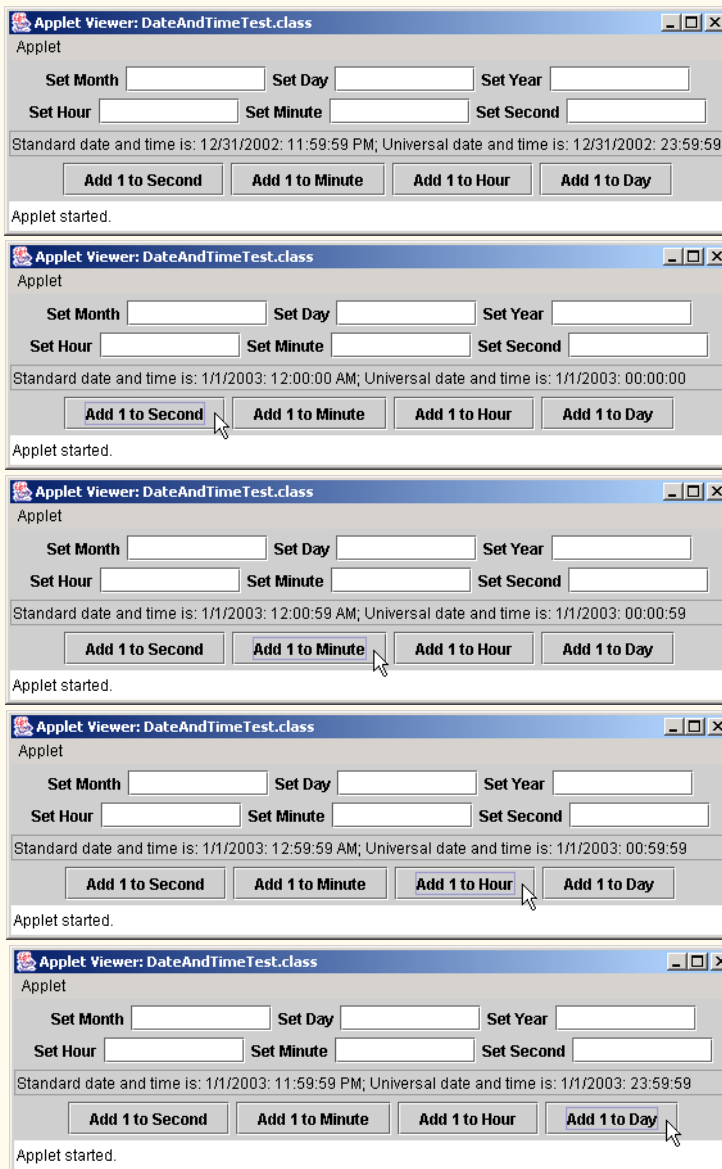 Applet Viewer: DateAndTimeTest.class
Applet
Set Month Set Day Set Year
Set Hour Set Minute Set Second
Standard date and time is: 12/31/2002: 11:59:59 PM; Universal date and time is: 12/31/2002: 23:59:59
Add 1 to Second Add 1 to Minute Add 1 to Hour Add 1 to Day
Applet started.
Applet Viewer: DateAndTimeTest.class
Applet
Set Month Set Day Set Year
Set Hour Set Minute Set Second
Standard date and time is: 1/1/2003: 12:00:00 AM; Universal date and time is: 1/1/2003: 00:00:00
Add 1 to Second Add 1 to Minute Add 1 to Hour Add 1 to Day
Applet started.
Applet Viewer: DateAndTimeTest.class
Applet
Set Month Set Day Set Year
Set Hour Set Minute Set Second
Standard date and time is: 1/1/2003: 12:00:59 AM; Universal date and time is: 1/1/2003: 00:00:59
Add 1 to Second Add 1 to Minute Add 1 to Hour Add 1 to Day
Applet started.
Applet Viewer: DateAndTimeTest.class
Applet
Set Month Set Day Set Year
Set Hour Set Minute Set Second
Standard date and time is: 1/1/2003: 12:59:59 AM; Universal date and time is: 1/1/2003: 00:59:59
Add 1 to Second Add 1 to Minute Add 1 to Hour Add 1 to Day
Applet started.
Applet Viewer: DateAndTimeTest.class
Applet
Set Month Set Day Set Year
Set Hour Set Minute Set Second
Standard date and time is: 1/1/2003: 11:59:59 PM; Universal date and time is: 1/1/2003: 23:59:59
Add 1 to Second Add 1 to Minute Add 1 to Hour Add 1 to Day
Applet started.